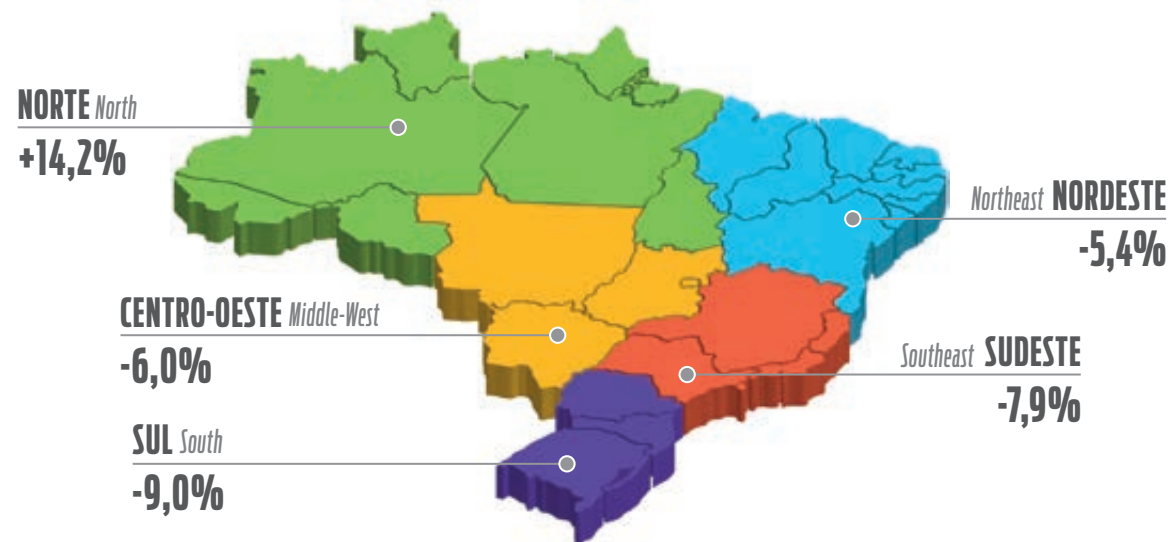 NORTE North
+14,2%
Northeast NORDESTE
-5,4%
CENTRO-OESTE Middle-West
-6,0%
Southeast SUDESTE
-7,9%
SUL South
-9,0%